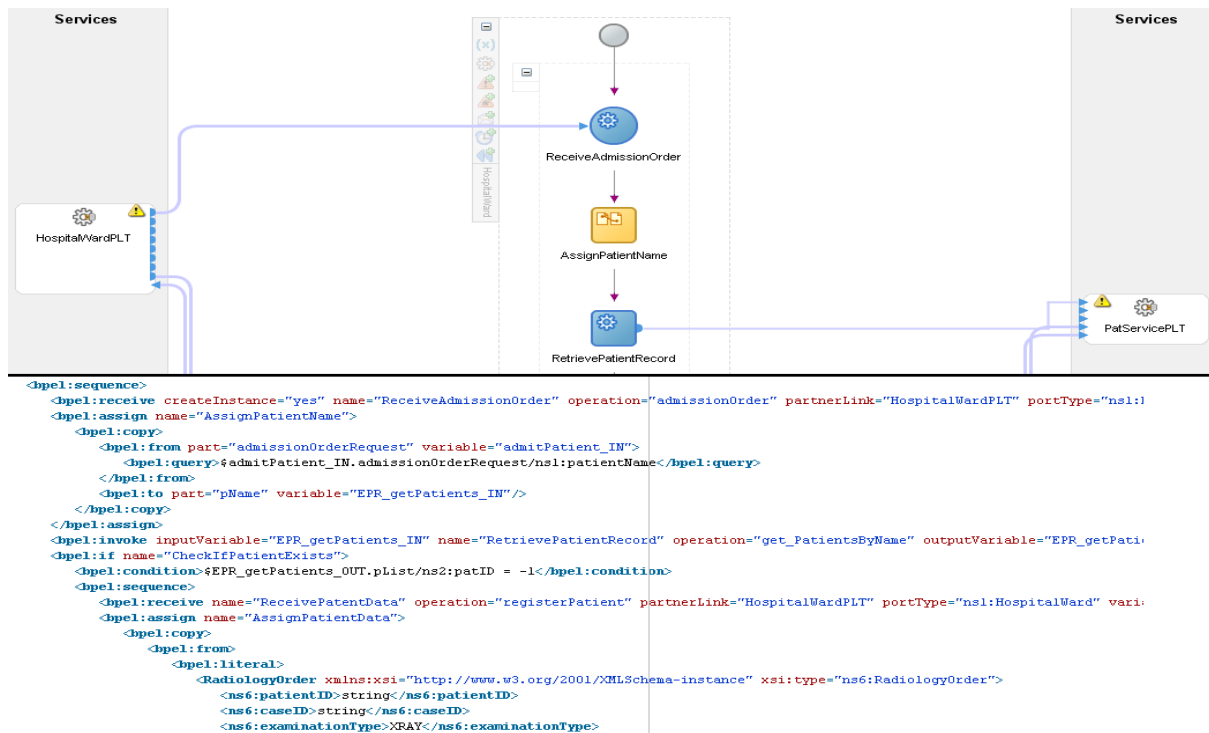 Services
Services
(x)
ReceiveAdmissionOrder
HospitalWard
HospitalWardPLT
AssignPatientName
PatServicePLT
RetrievePatientRecord
<bpel:sequence>
<bpel:receive createInstance="yes" name="ReceiveAdmissionOrder" operation="admissionOrder" partnerLink="HospitalWardPLT" portType="ns1:
<bpel:assign name="AssignPatientName">
<bpel:copy>
<bpel:from part="admissionOrderRequest" variable="admitPatient_IN">
<bpel:query>$admitPatient_IN.admissionOrderRequest/ns1:patientName</bpel:query>
</bpel:from>
<bpel:to part="pName" variable="EPR_getPatients_IN"/>
</bpel:copy>
</bpel:assign>
<bpel:invoke inputVariable="EPR_getPatients_IN" name="RetrievePatientRecord" operation="get_PatientsByName" outputVariable="EPR_getPati
<bpel:if name="CheckIfPatientExists">
<bpel:condition>$EPR_getPatients_OUT.pList/ns2:patID = -1</bpel:condition>
<bpel:sequence>
<bpel:receive name="ReceivePatentData" operation="registerPatient" partnerLink="HospitalWardPLT" portType="ns1:HospitalWard" vari
<bpel:assign name="AssignPatientData">
<bpel:copy>
<bpel:from>
<bpel:literal>
<RadiologyOrder xmlns:xsi="http://www.w3.org/2001/XMLSchema-instance" xsi:type="ns6:RadiologyOrder">
<ns6:patientID>string</ns6:patientID>
<ns6:caseID>string</ns6:caseID>
<ns6:examinationType>XRAY</ns6:examinationType>